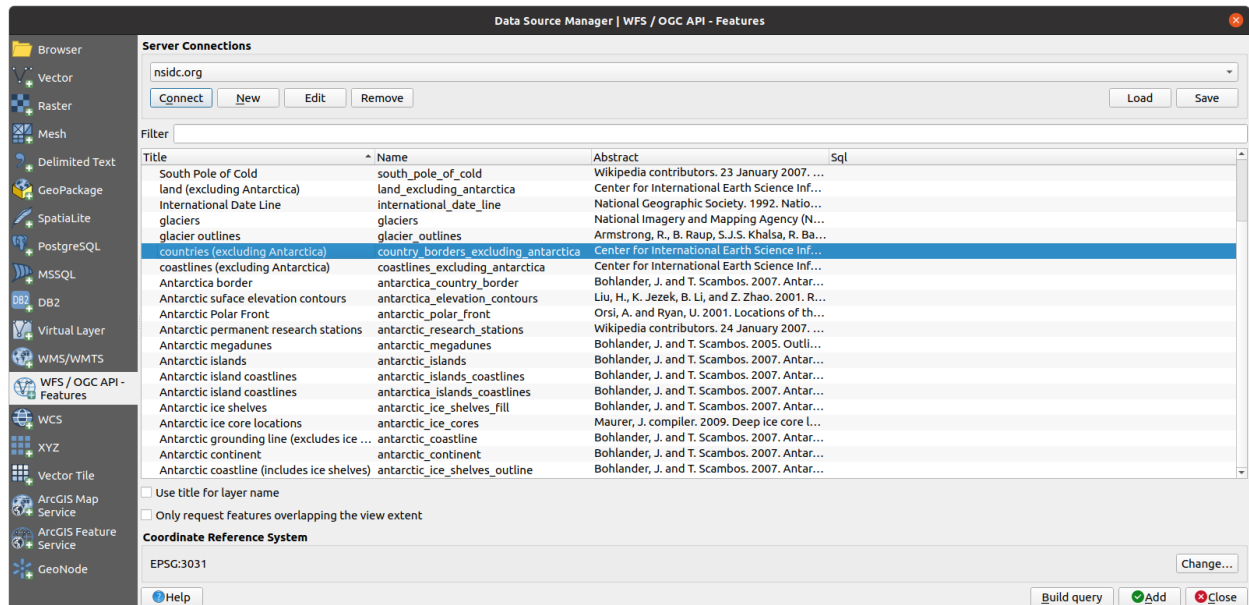 Data Source Manager | WFS / OGC API - Features
Browser
Vector
Raster
Mesh
Delimited Text
GeoPackage
SpatiaLite
PostgreSQL
MSSQL
DB2
Virtual Layer
WMS/WMTS
WFS / OGC API -
Features
WCS
XYZ
Vector Tile
ArcGIS Map
Service
ArcGIS Feature
Service
GeoNode
Server Connections
nsidc.org
Connect New Edit Remove Load Save
Filter
Title Name Abstract Sql
South Pole of Cold south_pole_of_cold Wikipedia contributors. 23 January 2007. ...
land (excluding Antarctica) land_excluding_antarctica Center for International Earth Science Inf...
International Date Line international_date_line National Geographic Society. 1992. Natio...
glaciers glaciers National Imagery and Mapping Agency (N...
glacier outlines glacier_outlines Armstrong, R., B. Raup, S.J.S. Khalsa, R. Ba...
countries (excluding Antarctica) country_borders_excluding_antarctica Center for International Earth Science Inf...
coastlines (excluding Antarctica) coastlines_excluding_antarctica Center for International Earth Science Inf...
Antarctica border antarctica_country_border Bohlander, J. and T. Scambos. 2007. Antar...
Antarctic suface elevation contours antarctica_elevation_contours Liu, H., K. Jezek, B. Li, and Z. Zhao. 2001. R...
Antarctic Polar Front antarctic_polar_front Orsi, A. and Ryan, U. 2001. Locations of th...
Antarctic permanent research stations antarctic_research_stations Wikipedia contributors. 24 January 2007. ...
Antarctic megadunes antarctic_megadunes Bohlander, J. and T. Scambos. 2005. Outli...
Antarctic islands antarctic_islands Bohlander, J. and T. Scambos. 2007. Antar...
Antarctic island coastlines antarctic_islands_coastlines Bohlander, J. and T. Scambos. 2007. Antar...
Antarctic island coastlines antarctica_islands_coastlines Bohlander, J. and T. Scambos. 2007. Antar...
Antarctic ice shelves antarctic_ice_shelves_fill Bohlander, J. and T. Scambos. 2007. Antar...
Antarctic ice core locations antarctic_ice_cores Maurer, J. compiler. 2009. Deep ice core l...
Antarctic grounding line (excludes ice ... antarctic_coastline Bohlander, J. and T. Scambos. 2007. Antar...
Antarctic continent antarctic_continent Bohlander, J. and T. Scambos. 2007. Antar...
Antarctic coastline (includes ice shelves) antarctic_ice_shelves_outline Bohlander, J. and T. Scambos. 2007. Antar...
Use title for layer name
Only request features overlapping the view extent
Coordinate Reference System
EPSG:3031 Change...
Help Build query Add Close